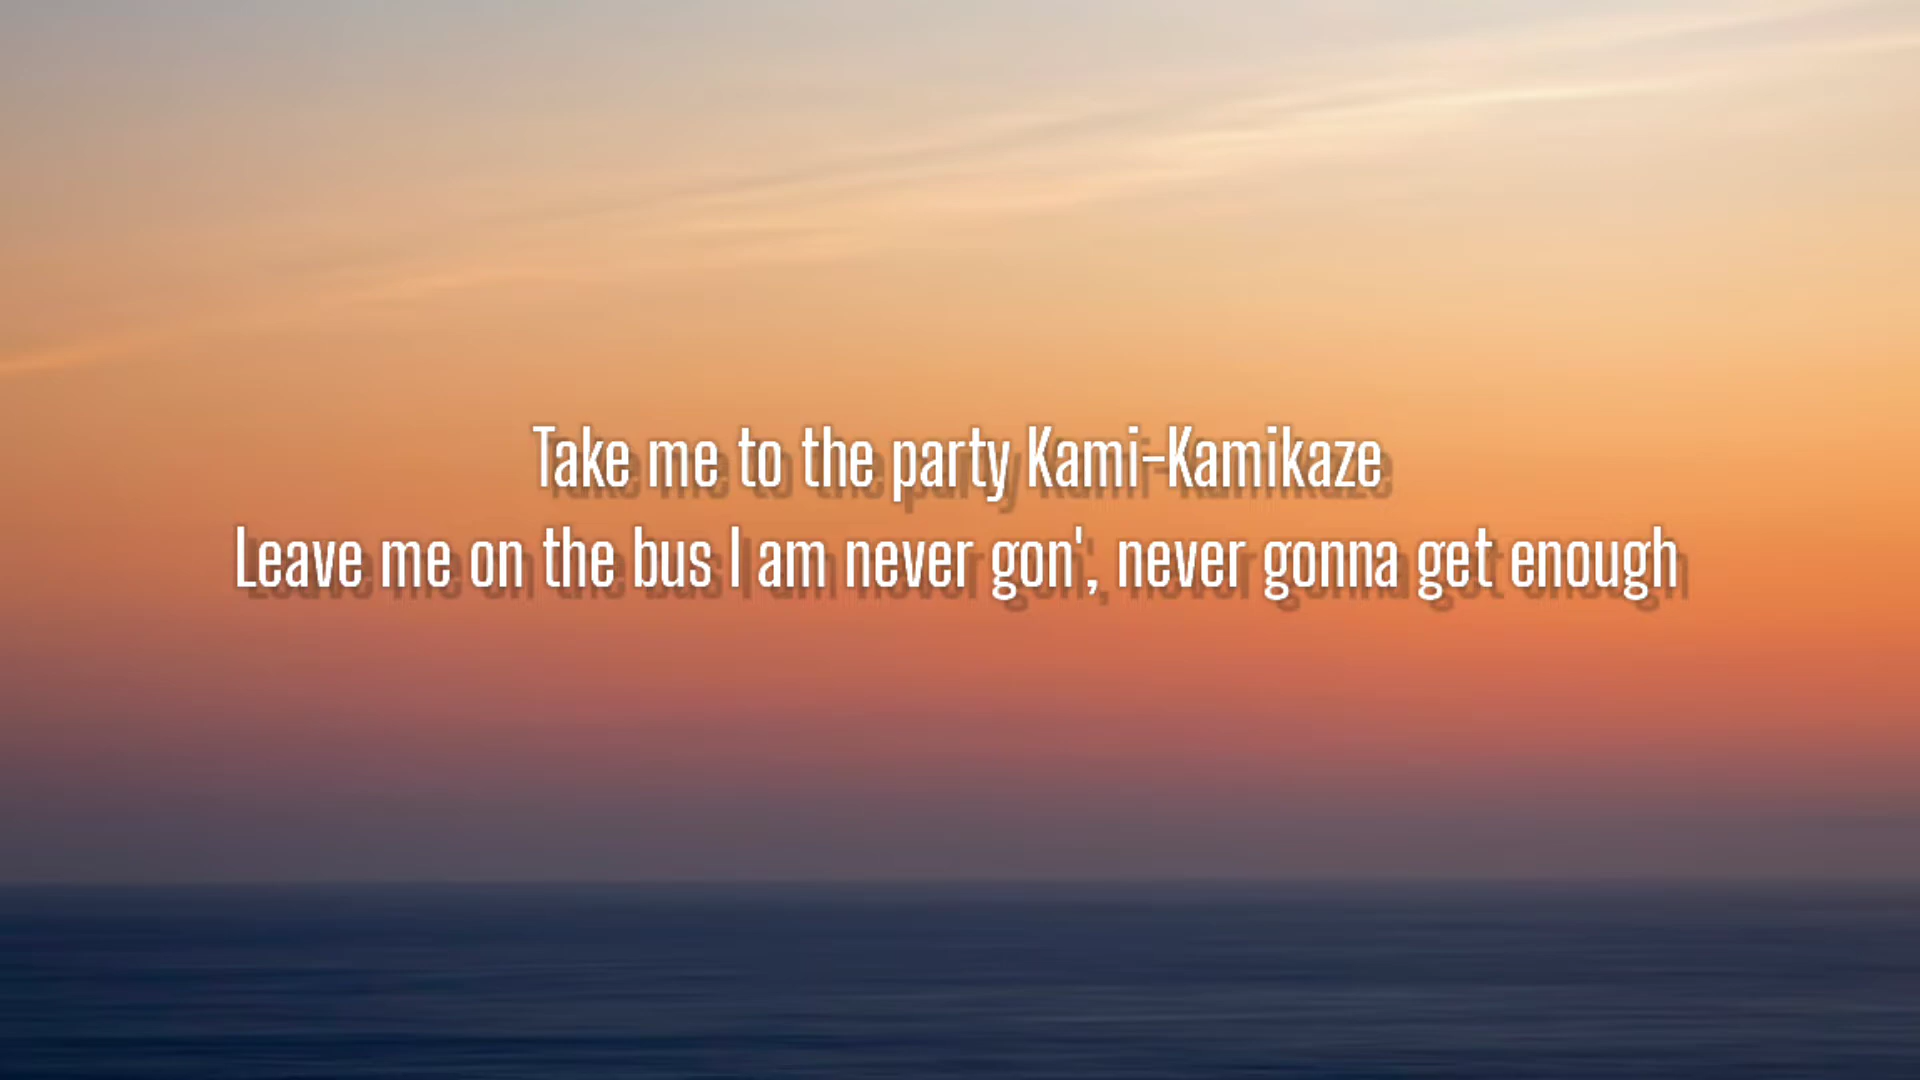 Take me to the party Kami-Kamikaze
Leave me on the bus I am never gon', never gonna get enough